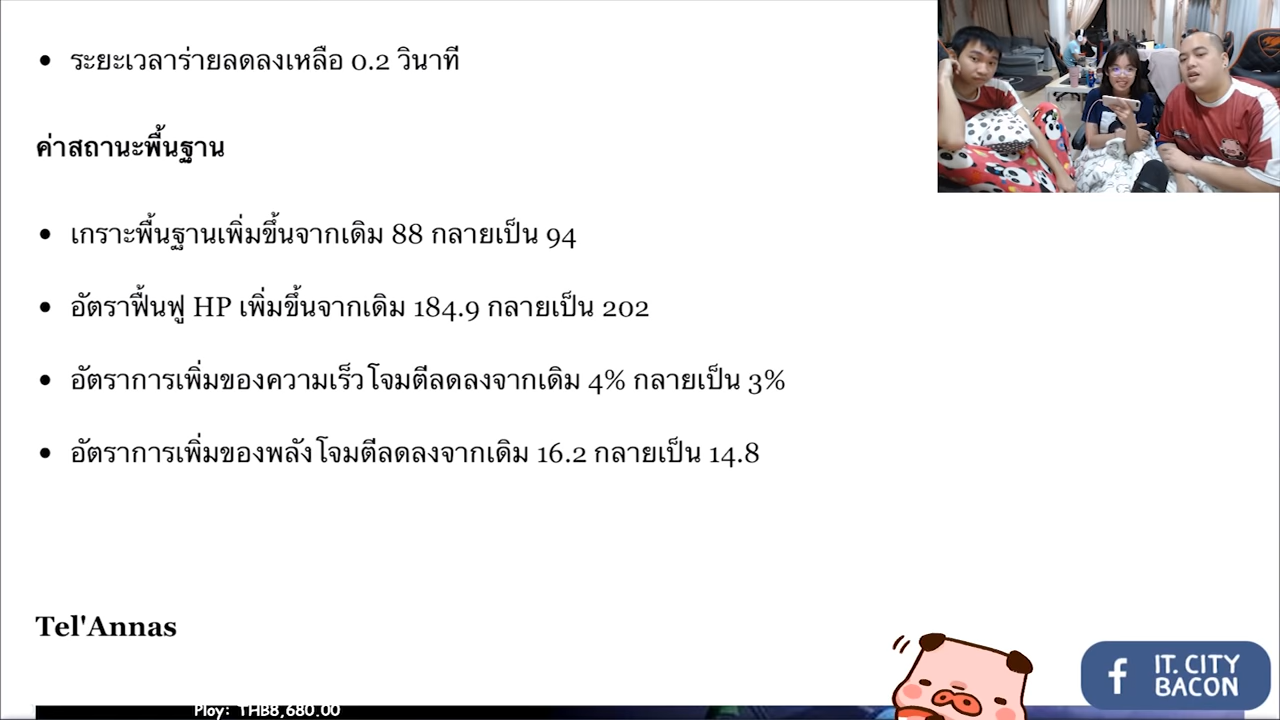 ระยะเวลาร่ายลดลงเหลือ 0.2 วินาที
ค่าสถานะพื้นฐาน
เกราะพื้นฐานเพิ่มขึ้นจากเดิม 88 กลายเป็น 94
อัตราฟื้นฟู HP เพิ่มขึ้นจากเดิม 184.9 กลายเป็น 202
อัตราการเพิ่มของความเร็วโจมตีลดลงจากเดิม 4% กลายเป็น 3%
อัตราการเพิ่มของพลังโจมตีลดลงจากเดิม 16.2 กลายเป็น 14.8
Tel'Annas
Ploy: THB8,680.00
f IT. CITY
BACON